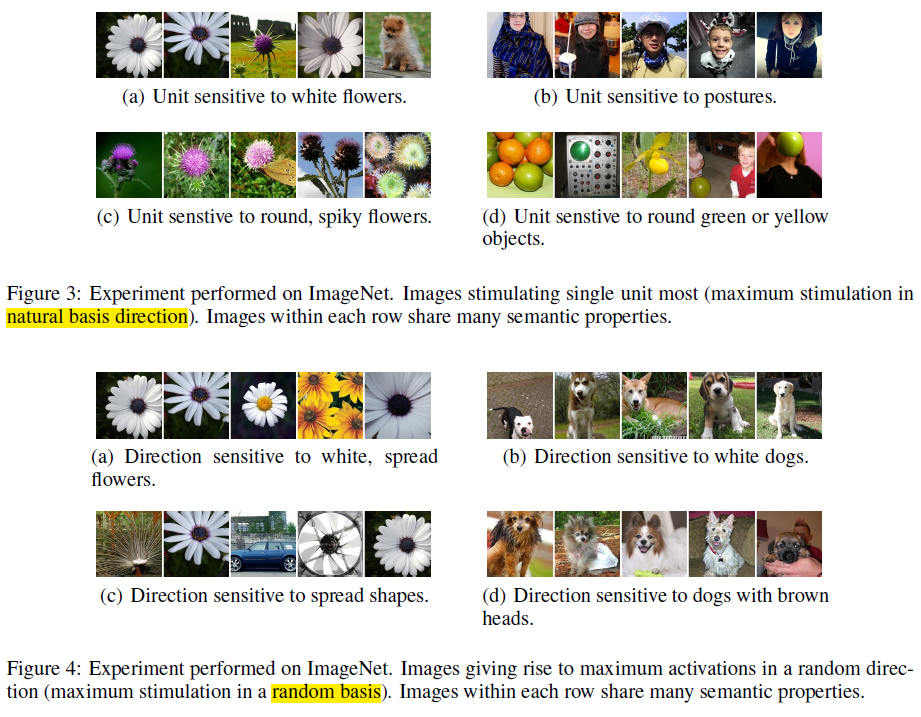 (a) Unit sensitive to white flowers.
(b) Unit sensitive to postures.
(c) Unit senstive to round, spiky flowers.
(d) Unit senstive to round green or yellow
objects.
Figure 3: Experiment performed on ImageNet. Images stimulating single unit most (maximum stimulation in
natural basis direction). Images within each row share many semantic properties.
(a) Direction sensitive to white, spread
flowers.
(b) Direction sensitive to white dogs.
(c) Direction sensitive to spread shapes.
(d) Direction sensitive to dogs with brown
heads.
Figure 4: Experiment performed on ImageNet. Images giving rise to maximum activations in a random direc-
tion (maximum stimulation in a random basis). Images within each row share many semantic properties.